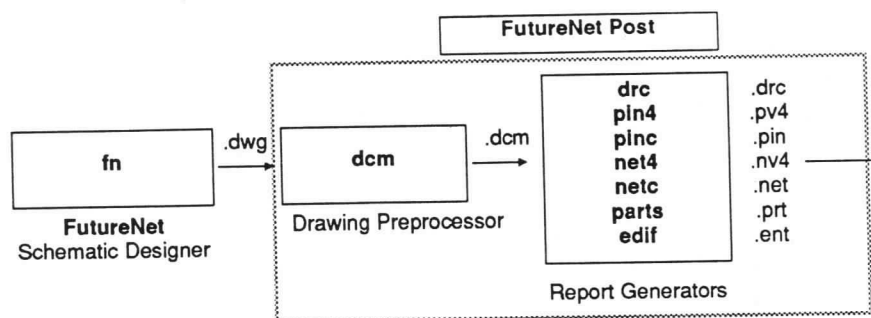 FutureNet Post
fn
FutureNet
Schematic Designer
.dwg
dcm
Drawing Preprocessor
.dcm
drc .drc
pin4 .pv4
pinc .pin
net4 .nv4
netc .net
parts .prt
edif .ent
Report Generators